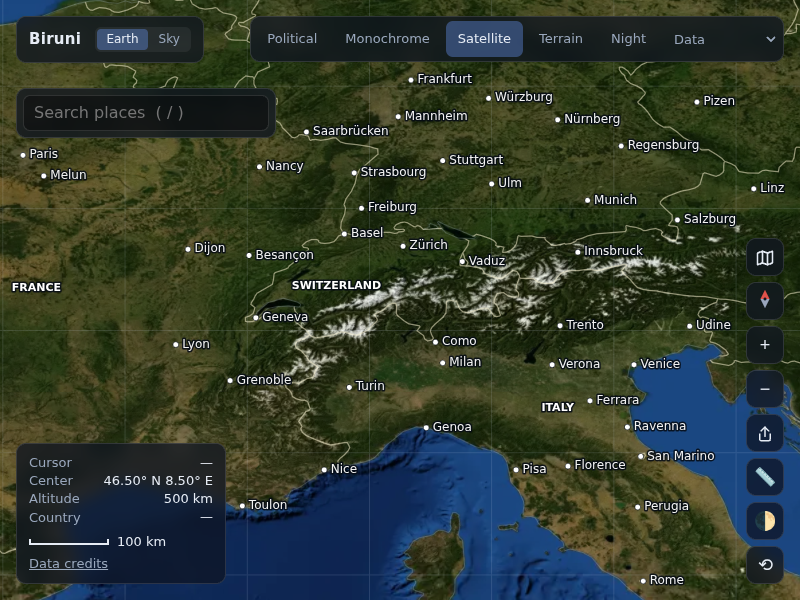 Biruni
Earth
Sky
Political
Monochrome
Satellite
Terrain
Night
Data
Search places ( / )
Frankfurt
Würzburg
Pizen
Mannheim
Nürnberg
Saarbrücken
Regensburg
Paris
Nancy
Strasbourg
Stuttgart
Melun
Ulm
Linz
Munich
Freiburg
Salzburg
Basel
Zürich
Dijon
Besançon
Innsbruck
Vaduz
FRANCE
SWITZERLAND
Geneva
Trento
Udine
Lyon
Como
Milan
Verona
Venice
Grenoble
Turin
Ferrara
ITALY
Genoa
Ravenna
San Marino
Nice
Pisa
Florence
Toulon
Perugia
Rome
Cursor —
Center 46.50° N 8.50° E
Altitude 500 km
Country —
100 km
Data credits
+
−